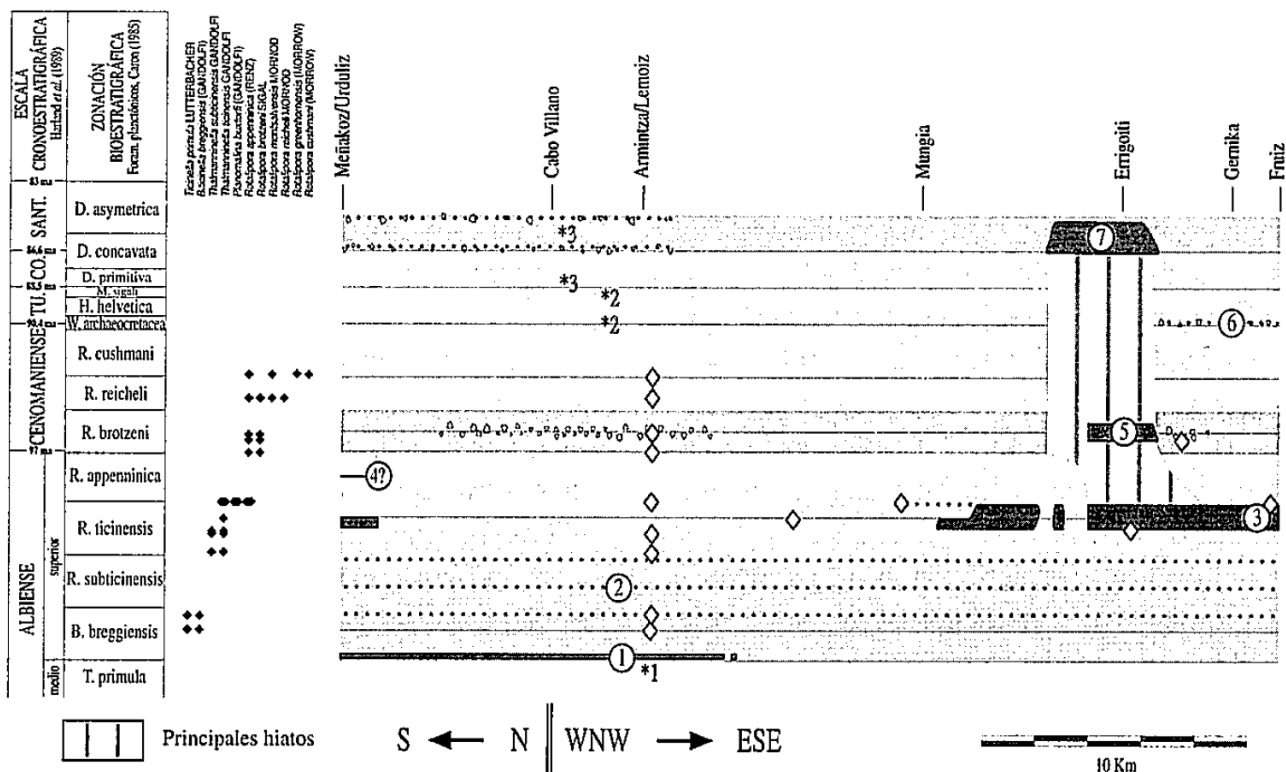 ESCALA
CRONOESTRATIGRÁFICA
Harland et al. (1989)
ZONACIÓN
BIOESTRATIGRÁFICA
Foram. planctónicos, Caron (1985)
Ticinella primula LUTTERBACHER
Biticinella breggiensis (GANDOLFI)
Thalmanninella subticinensis GANDOLFI
Thalmanninella ticinensis GANDOLFI
Planomalina buxtorfi (GANDOLFI)
Rotalipora appenninica (RENZ)
Rotalipora brotzeni SIGAL
Rotalipora montsalvensis MORNOD
Rotalipora reicheli MORNOD
Rotalipora greenhornensis (MORROW)
Rotalipora cushmani (MORROW)
Meñakoz/Urduliz
Cabo Villano
Armintza/Lemoiz
Mungia
Errigoiti
Gernika
Fruiz
83 ma
SANT.
D. asymetrica
*3
7
86,6 ma
D. concavata
CO.
D. primitiva
*3
M. sigali
*2
TU.
H. helvetica
90,4 ma
W. archaeocretacea
*2
6
CENOMANIENSE
R. cushmani
R. reicheli
R. brotzeni
5
97 ma
R. appenninica
4?
ALBIENSE
superior
R. ticinensis
3
R. subticinensis
2
B. breggiensis
1
medio
T. primula
*1
Principales hiatos
S N WNW ESE
10 Km